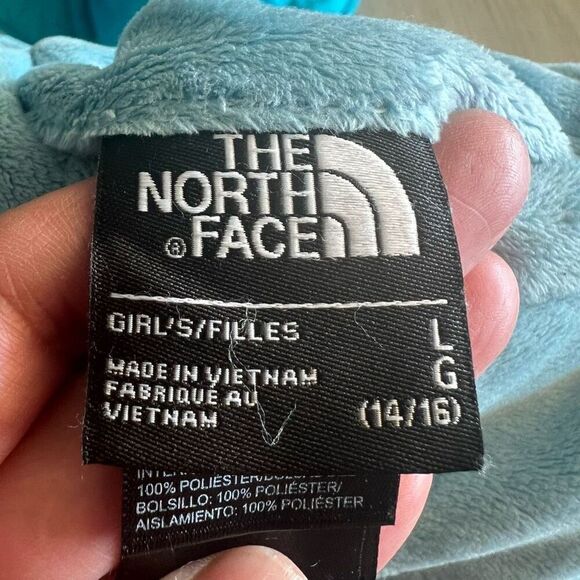 THE
NORTH
® FACE
GIRL'S/FILLES L
MADE IN VIETNAM G
FABRIQUE AU
VIETNAM (14/16)
100% POLIÉSTER/
BOLSILLO: 100% POLIÉSTER/
AISLAMIENTO: 100% POLIÉSTER